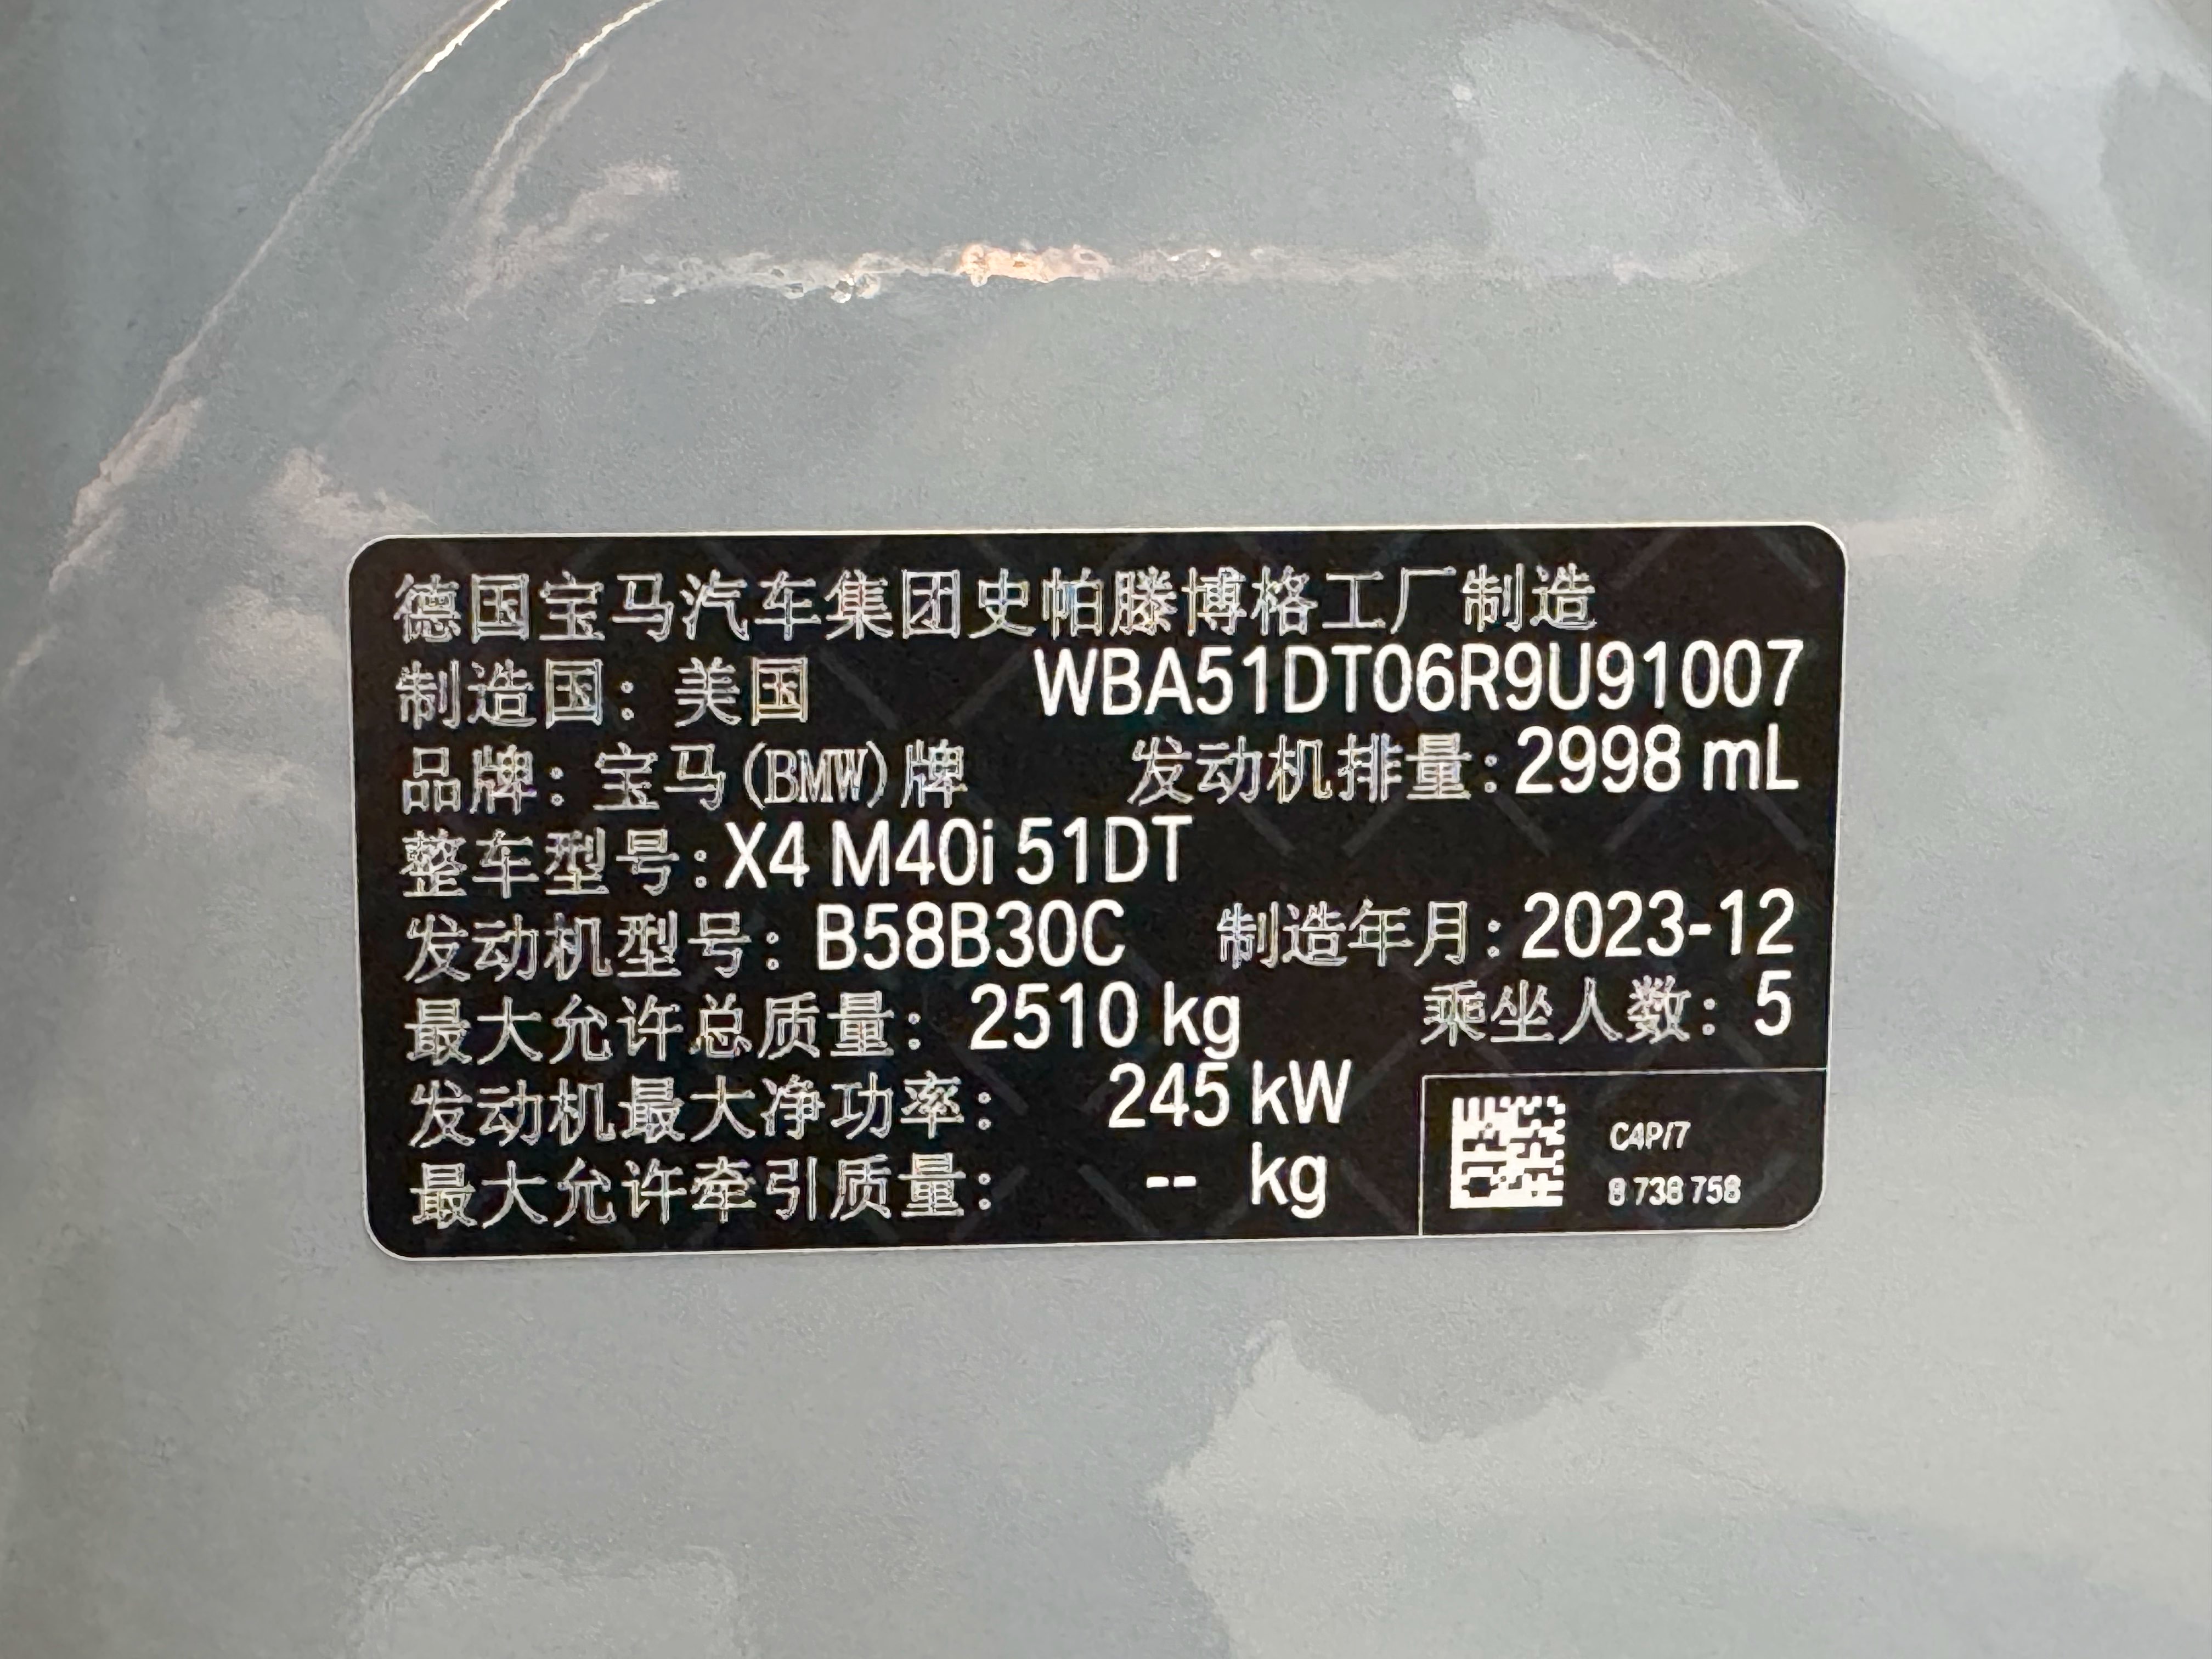 德国宝马汽车集团史帕滕博格工厂制造
制造国: 美国 WBA51DT06R9U91007
品牌: 宝马(BMW)牌 发动机排量: 2998 mL
整车型号: X4 M40i 51DT
发动机型号: B58B30C 制造年月: 2023-12
最大允许总质量: 2510 kg 乘坐人数: 5
发动机最大净功率: 245 kW
最大允许牵引质量: -- kg
C4P/7
8 738 758